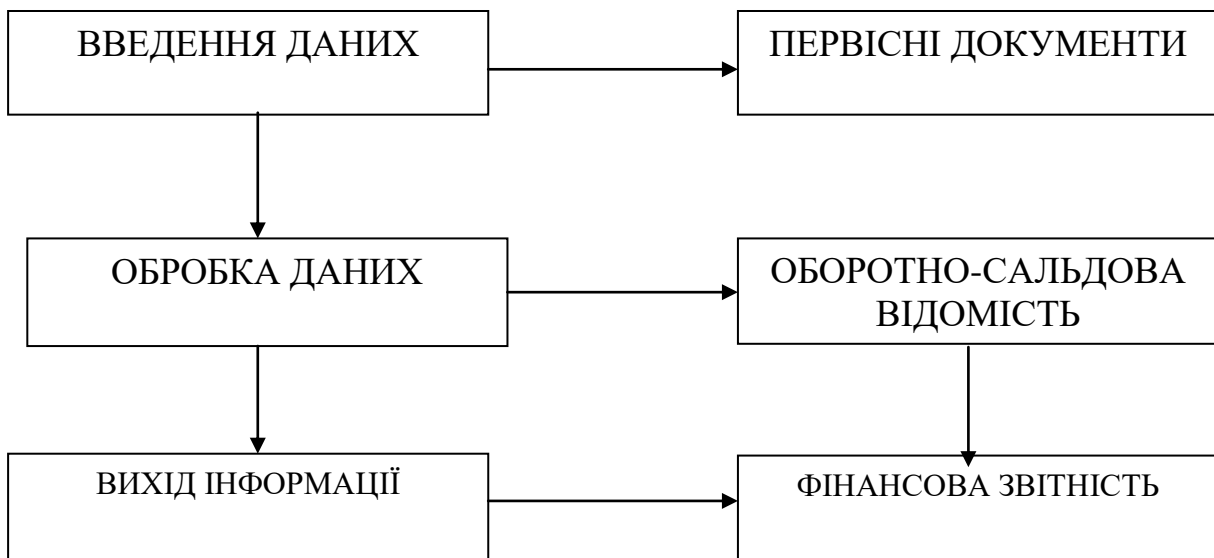 ВВЕДЕННЯ ДАНИХ
ПЕРВІСНІ ДОКУМЕНТИ
ОБРОБКА ДАНИХ
ОБОРОТНО-САЛЬДОВА
ВІДОМІСТЬ
ВИХІД ІНФОРМАЦІЇ
ФІНАНСОВА ЗВІТНІСТЬ